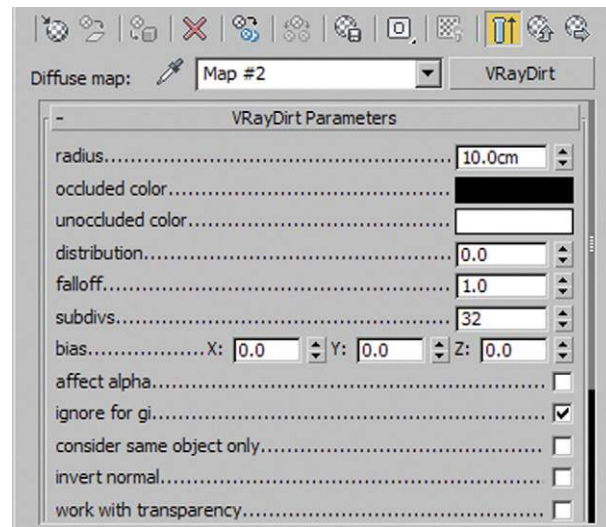 Diffuse map: Map #2 VRayDirt
- VRayDirt Parameters
radius................................................ 10.0cm
occluded color.......................................
unoccluded color....................................
distribution.......................................... 0.0
falloff................................................ 1.0
subdivs............................................... 32
bias..................X: 0.0 Y: 0.0 Z: 0.0
affect alpha..........................................................
ignore for gi..........................................................
consider same object only.......................................
invert normal........................................................
work with transparency...........................................